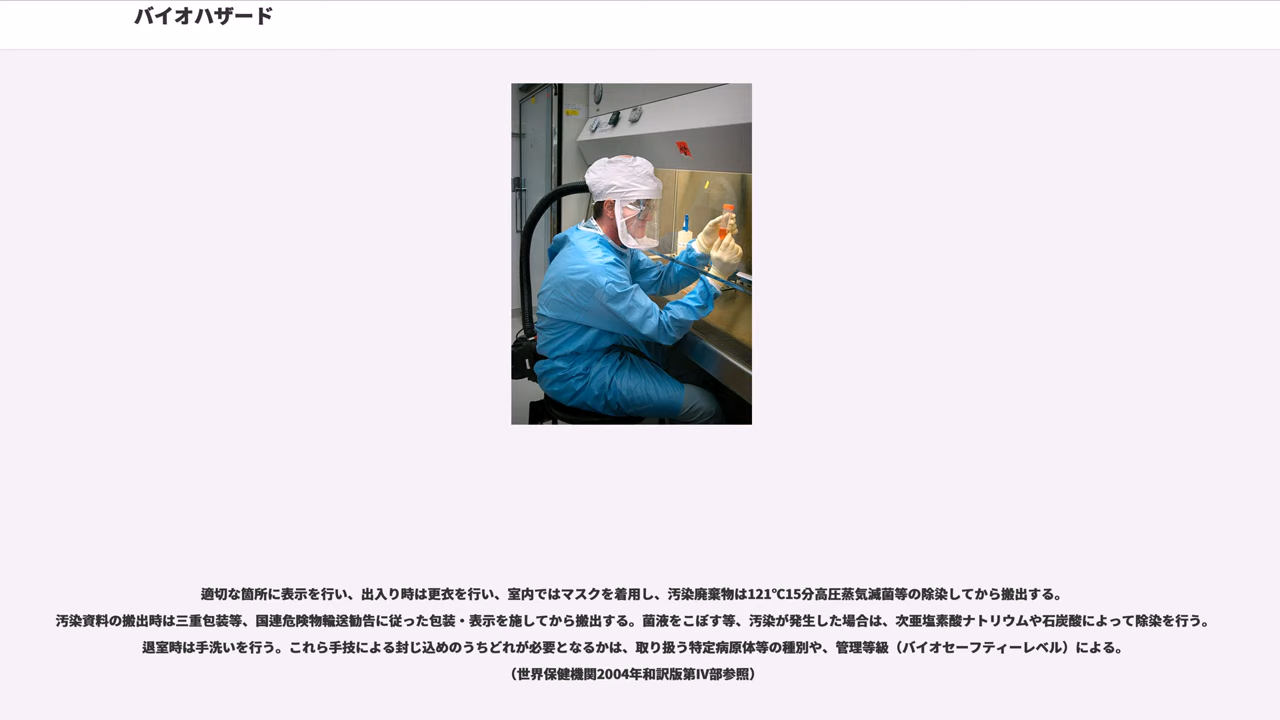 バイオハザード
適切な箇所に表示を行い、出入り時は更衣を行い、室内ではマスクを着用し、汚染廃棄物は121℃15分高圧蒸気滅菌等の除染してから搬出する。
汚染資料の搬出時は三重包装等、国連危険物輸送勧告に従った包装・表示を施してから搬出する。菌液をこぼす等、汚染が発生した場合は、次亜塩素酸ナトリウムや石炭酸によって除染を行う。
退室時は手洗いを行う。これら手技による封じ込めのうちどれが必要となるかは、取り扱う特定病原体等の種別や、管理等級（バイオセーフティーレベル）による。
（世界保健機関2004年和訳版第IV部参照）